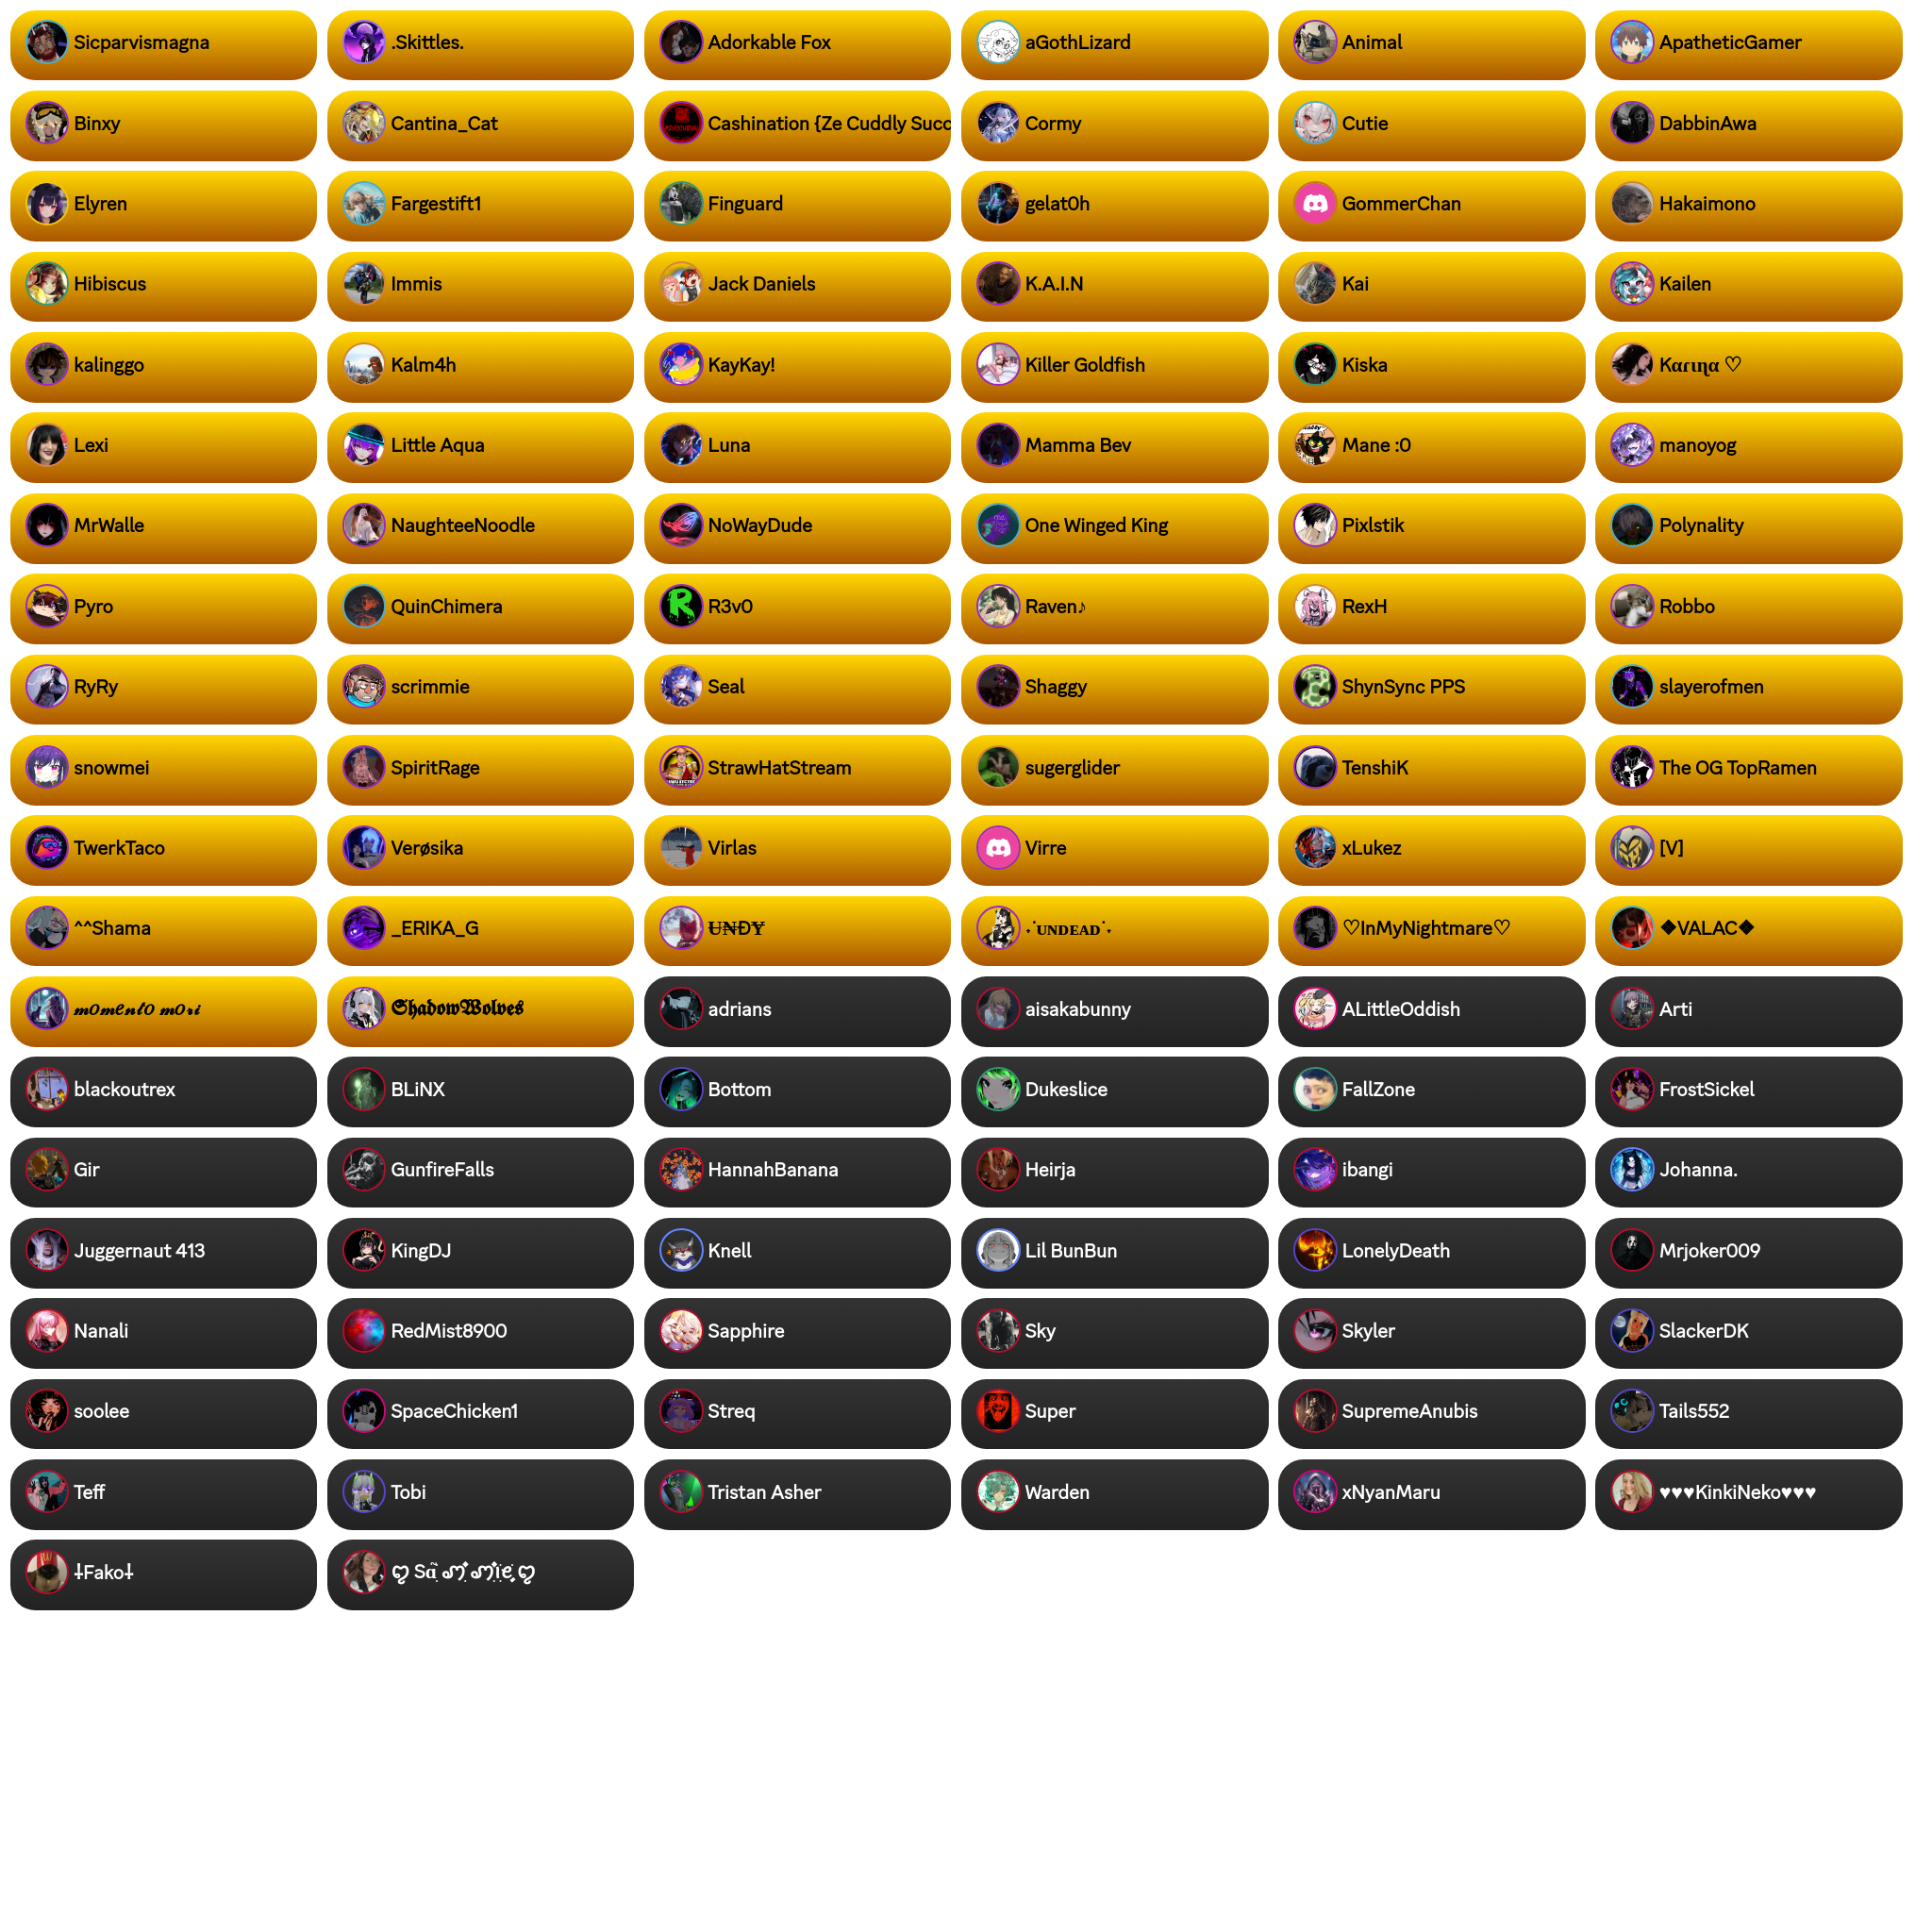 Sicparvismagna
.Skittles.
Adorkable Fox
aGothLizard
Animal
ApatheticGamer
Binxy
Cantina_Cat
Cashination {Ze Cuddly Succ
Cormy
Cutie
DabbinAwa
Elyren
Fargestift1
Finguard
gelat0h
GommerChan
Hakaimono
Hibiscus
Immis
Jack Daniels
K.A.I.N
Kai
Kailen
kalinggo
Kalm4h
KayKay!
Killer Goldfish
Kiska
Kαɾιηα ♡
Lexi
Little Aqua
Luna
Mamma Bev
Mane :0
manoyog
MrWalle
NaughteeNoodle
NoWayDude
One Winged King
Pixlstik
Polynality
Pyro
QuinChimera
R3v0
Raven♪
RexH
Robbo
RyRy
scrimmie
Seal
Shaggy
ShynSync PPS
slayerofmen
snowmei
SpiritRage
StrawHatStream
sugerglider
TenshiK
The OG TopRamen
TwerkTaco
Verøsika
Virlas
Virre
xLukez
[V]
^^Shama
_ERIKA_G
U̶₦ĐɎ
˖˙ᴜɴᴅᴇᴀᴅ˙˖
♡InMyNightmare♡
❖VALAC❖
𝓶𝓸𝓶𝓮𝓷𝓽𝓸 𝓶𝓸𝓻𝓲
𝕾𝖍𝖆𝖉𝖔𝖜𝖂𝖔𝖑𝖛𝖊𝖘
adrians
aisakabunny
ALittleOddish
Arti
blackoutrex
BLiNX
Bottom
Dukeslice
FallZone
FrostSickel
Gir
GunfireFalls
HannahBanana
Heirja
ibangi
Johanna.
Juggernaut 413
KingDJ
Knell
Lil BunBun
LonelyDeath
Mrjoker009
Nanali
RedMist8900
Sapphire
Sky
Skyler
SlackerDK
soolee
SpaceChicken1
Streq
Super
SupremeAnubis
Tails552
Teff
Tobi
Tristan Asher
Warden
xNyanMaru
♥♥♥KinkiNeko♥♥♥
⸸Fako⸸